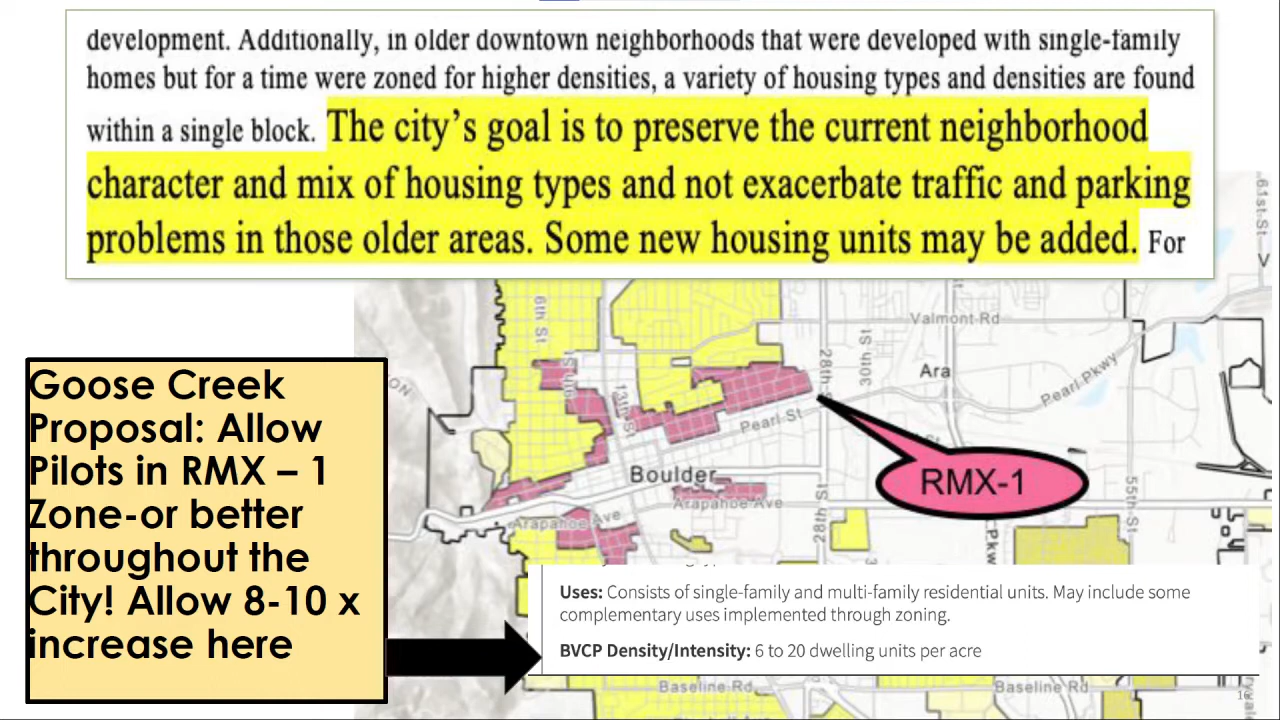 development. Additionally, in older downtown neighborhoods that were developed with single-family
homes but for a time were zoned for higher densities, a variety of housing types and densities are found
within a single block. The city's goal is to preserve the current neighborhood
character and mix of housing types and not exacerbate traffic and parking
problems in those older areas. Some new housing units may be added. For
61st St
6th St
Valmont Rd
28th S
30th St
Ara
Pearl Pkwy
13th St
Pearl St
Goose Creek
Proposal: Allow
Pilots in RMX – 1
Zone-or better
throughout the
City! Allow 8-10 x
increase here
Boulder
RMX-1
Arapahoe Ave
Arapahoe Ave
28th St
55th St
Pkw
Uses: Consists of single-family and multi-family residential units. May include some
complementary uses implemented through zoning.
BVCP Density/Intensity: 6 to 20 dwelling units per acre
Baseline Rd
Baseline Rd